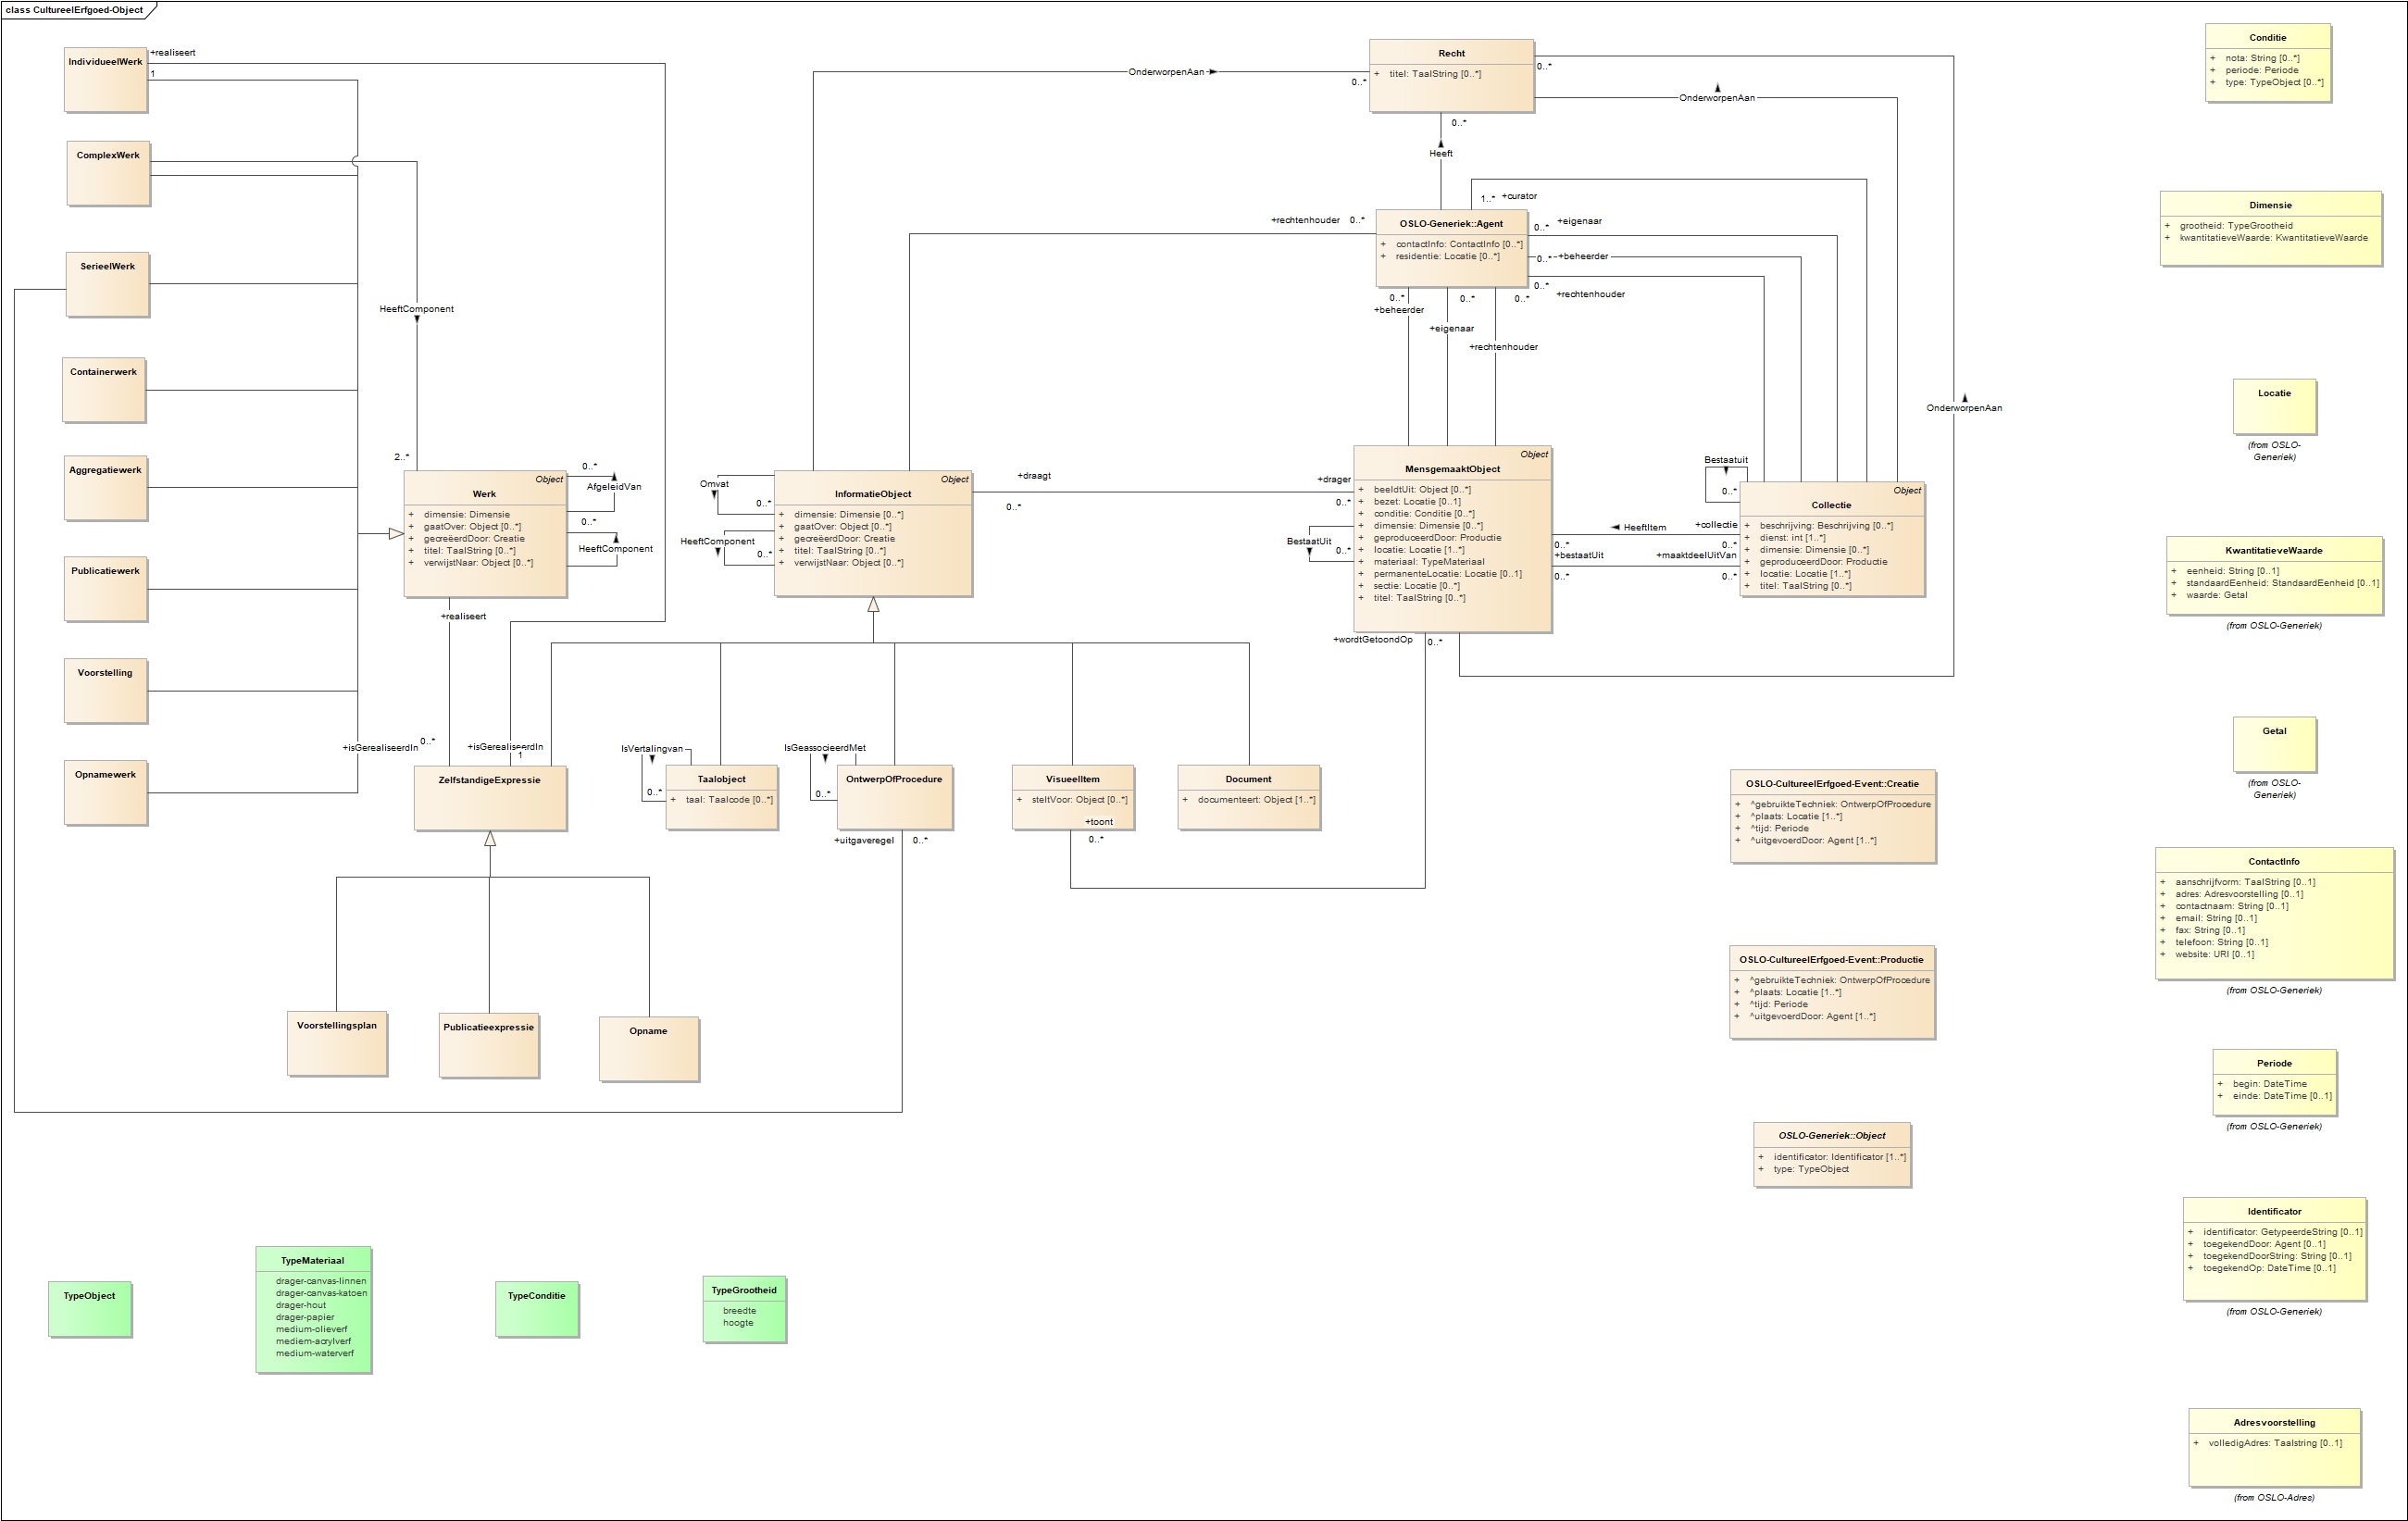 class CultureelErfgoed-Object
IndividueelWerk
+realiseert
1
ComplexWerk
SerieelWerk
Containerwerk
Aggregatiewerk
Publicatiewerk
Voorstelling
Opnamewerk
HeeftComponent
2..*
Object
Werk
+ dimensie: Dimensie
+ gaatOver: Object [0..*]
+ gecreëerdDoor: Creatie
+ titel: TaalString [0..*]
+ verwijstNaar: Object [0..*]
0..*
AfgeleidVan
0..*
HeeftComponent
+realiseert
+isGerealiseerdIn
0..*
+isGerealiseerdIn
1
ZelfstandigeExpressie
Voorstellingsplan
Publicatieexpressie
Opname
OnderworpenAan
0..*
Recht
+ titel: TaalString [0..*]
0..*
OnderworpenAan
0..*
Heeft
1..*
+curator
+rechtenhouder
0..*
OSLO-Generiek::Agent
+ contactInfo: ContactInfo [0..*]
+ residentie: Locatie [0..*]
+eigenaar
0..*
0..*
+beheerder
0..*
+rechtenhouder
0..*
+beheerder
0..*
+eigenaar
0..*
+rechtenhouder
OnderworpenAan
Omvat
0..*
HeeftComponent
0..*
Object
InformatieObject
+ dimensie: Dimensie [0..*]
+ gaatOver: Object [0..*]
+ gecreëerdDoor: Creatie
+ titel: TaalString [0..*]
+ verwijstNaar: Object [0..*]
+draagt
0..*
+drager
0..*
BestaatUit
0..*
Object
MensgemaaktObject
+ beeldtUit: Object [0..*]
+ bezet: Locatie [0..1]
+ conditie: Conditie [0..*]
+ dimensie: Dimensie [0..*]
+ geproduceerdDoor: Productie
+ locatie: Locatie [1..*]
+ materiaal: TypeMateriaal
+ permanenteLocatie: Locatie [0..1]
+ sectie: Locatie [0..*]
+ titel: TaalString [0..*]
+wordtGetoondOp
0..*
HeeftItem
+collectie
0..*
0..*
+bestaatUit
+maaktdeelUitVan
0..*
0..*
Bestaatuit
0..*
Object
Collectie
+ beschrijving: Beschrijving [0..*]
+ dienst: int [1..*]
+ dimensie: Dimensie [0..*]
+ geproduceerdDoor: Productie
+ locatie: Locatie [1..*]
+ titel: TaalString [0..*]
IsVertalingvan
0..*
Taalobject
+ taal: Taalcode [0..*]
IsGeassocieerdMet
0..*
OntwerpOfProcedure
+uitgaveregel
0..*
VisueelItem
+ steltVoor: Object [0..*]
+toont
0..*
Document
+ documenteert: Object [1..*]
OSLO-CultureelErfgoed-Event::Creatie
+ ^gebruikteTechniek: OntwerpOfProcedure
+ ^plaats: Locatie [1..*]
+ ^tijd: Periode
+ ^uitgevoerdDoor: Agent [1..*]
OSLO-CultureelErfgoed-Event::Productie
+ ^gebruikteTechniek: OntwerpOfProcedure
+ ^plaats: Locatie [1..*]
+ ^tijd: Periode
+ ^uitgevoerdDoor: Agent [1..*]
OSLO-Generiek::Object
+ identificator: Identificator [1..*]
+ type: TypeObject
Conditie
+ nota: String [0..*]
+ periode: Periode
+ type: TypeObject [0..*]
Dimensie
+ grootheid: TypeGrootheid
+ kwantitatieveWaarde: KwantitatieveWaarde
Locatie
(from OSLO-
Generiek)
KwantitatieveWaarde
+ eenheid: String [0..1]
+ standaardEenheid: StandaardEenheid [0..1]
+ waarde: Getal
(from OSLO-Generiek)
Getal
(from OSLO-
Generiek)
ContactInfo
+ aanschrijfvorm: TaalString [0..1]
+ adres: Adresvoorstelling [0..1]
+ contactnaam: String [0..1]
+ email: String [0..1]
+ fax: String [0..1]
+ telefoon: String [0..1]
+ website: URI [0..1]
(from OSLO-Generiek)
Periode
+ begin: DateTime
+ einde: DateTime [0..1]
(from OSLO-Generiek)
Identificator
+ identificator: GetypeerdeString [0..1]
+ toegekendDoor: Agent [0..1]
+ toegekendDoorString: String [0..1]
+ toegekendOp: DateTime [0..1]
(from OSLO-Generiek)
Adresvoorstelling
+ volledigAdres: Taalstring [0..1]
(from OSLO-Adres)
TypeObject
TypeMateriaal
drager-canvas-linnen
drager-canvas-katoen
drager-hout
drager-papier
medium-olieverf
mediem-acrylverf
medium-waterverf
TypeConditie
TypeGrootheid
breedte
hoogte